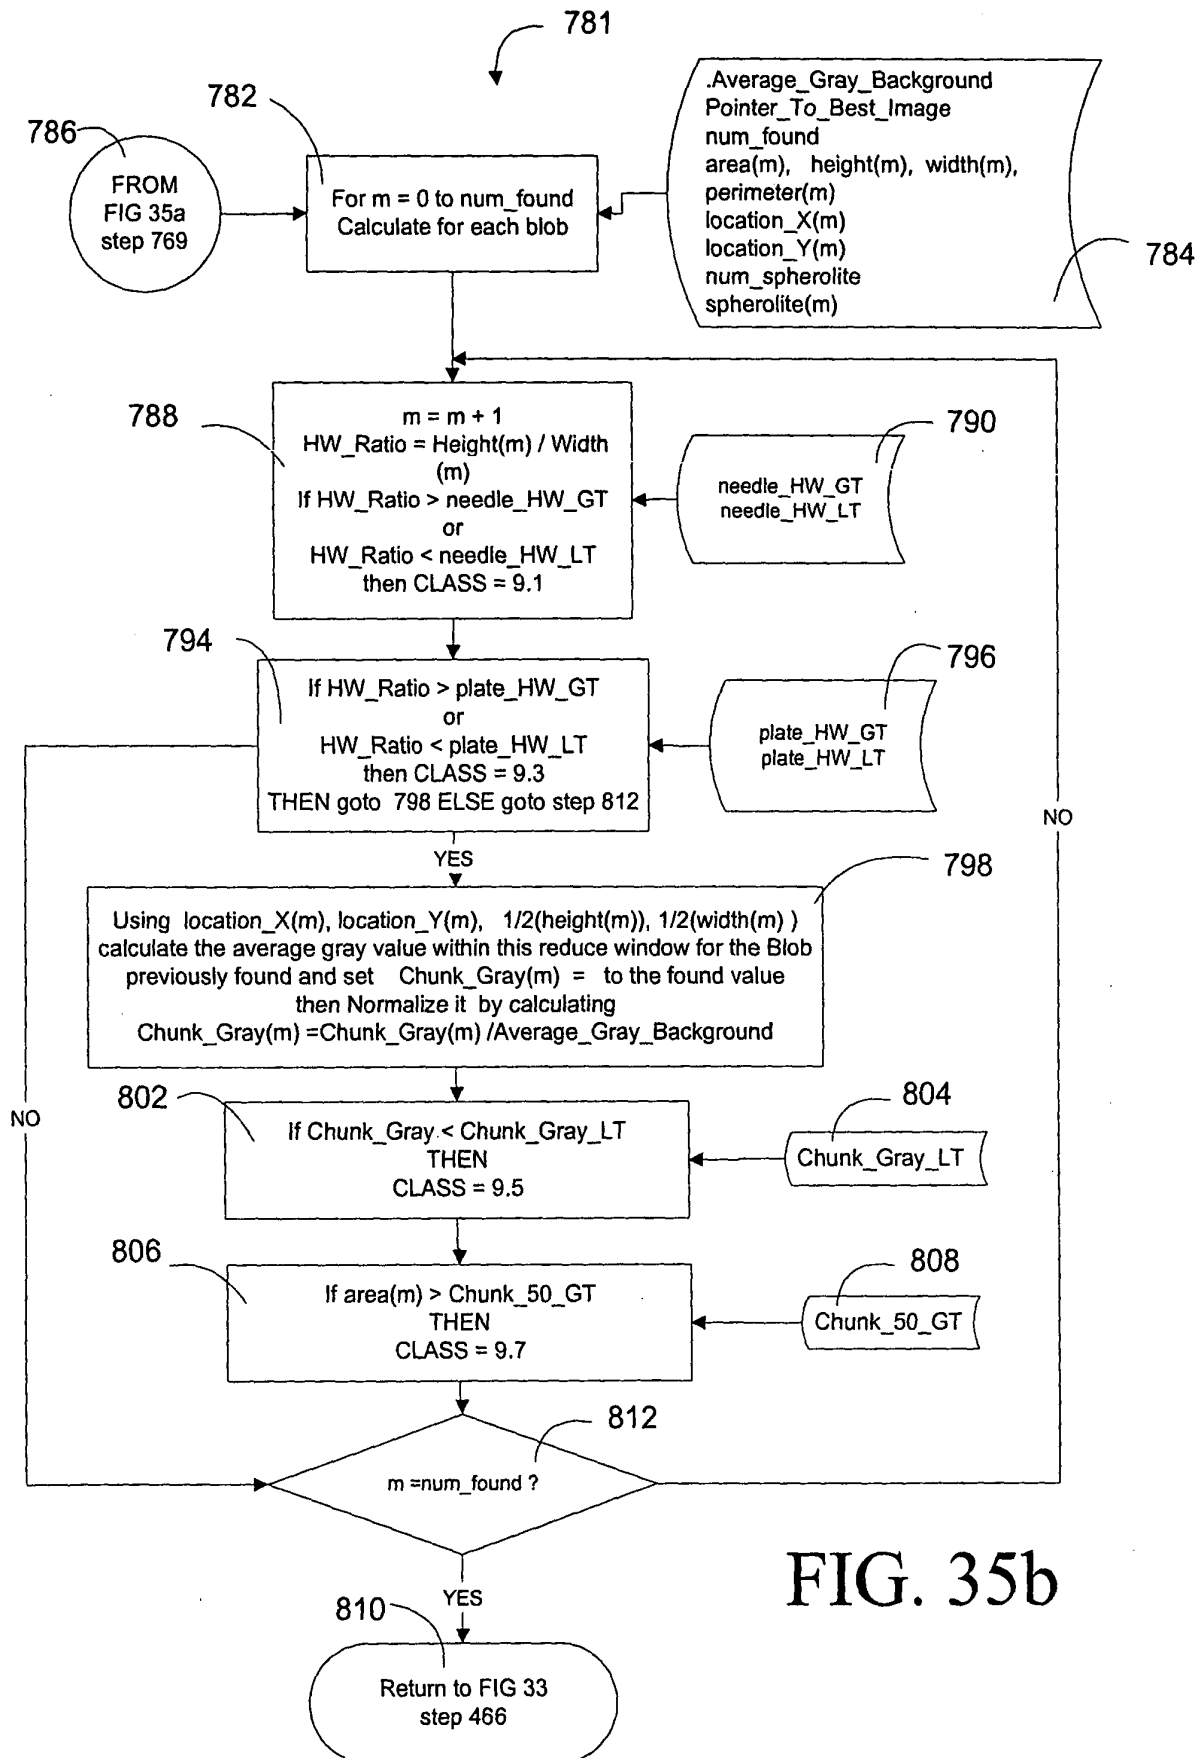 781
782
786
FROM
FIG 35a
step 769
For m = 0 to num_found
Calculate for each blob
.Average_Gray_Background
Pointer_To_Best_Image
num_found
area(m), height(m), width(m),
perimeter(m)
location_X(m)
location_Y(m)
num_spherolite
spherolite(m)
784
788
m = m + 1
HW_Ratio = Height(m) / Width
(m)
If HW_Ratio > needle_HW_GT
or
HW_Ratio < needle_HW_LT
then CLASS = 9.1
790
needle_HW_GT
needle_HW_LT
794
If HW_Ratio > plate_HW_GT
or
HW_Ratio < plate_HW_LT
then CLASS = 9.3
THEN goto 798 ELSE goto step 812
796
plate_HW_GT
plate_HW_LT
NO
YES
798
Using location_X(m), location_Y(m), 1/2(height(m)), 1/2(width(m) )
calculate the average gray value within this reduce window for the Blob
previously found and set Chunk_Gray(m) = to the found value
then Normalize it by calculating
Chunk_Gray(m) =Chunk_Gray(m) /Average_Gray_Background
NO
802
If Chunk_Gray < Chunk_Gray_LT
THEN
CLASS = 9.5
804
Chunk_Gray_LT
806
If area(m) > Chunk_50_GT
THEN
CLASS = 9.7
808
Chunk_50_GT
812
m =num_found ?
YES
810
Return to FIG 33
step 466
FIG. 35b